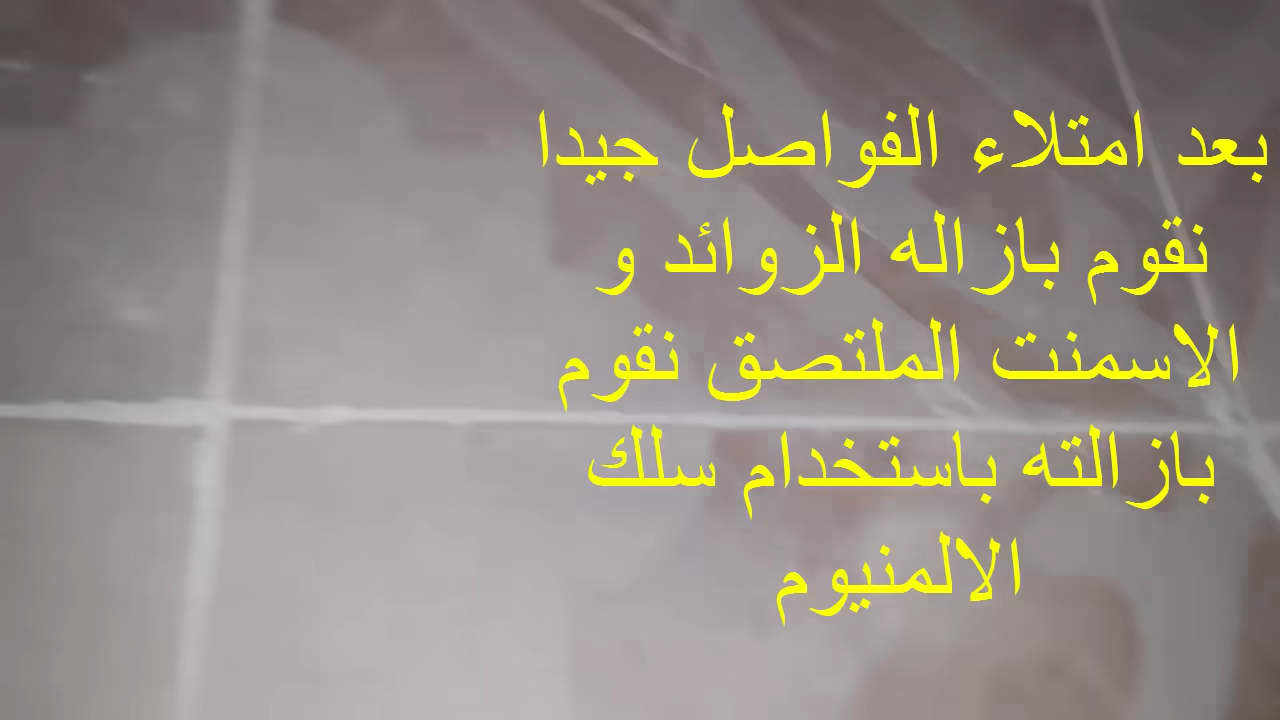 بعد امتلاء الفواصل جيدا
نقوم بازاله الزوائد و
الاسمنت الملتصق نقوم
بازالته باستخدام سلك
الالمنيوم